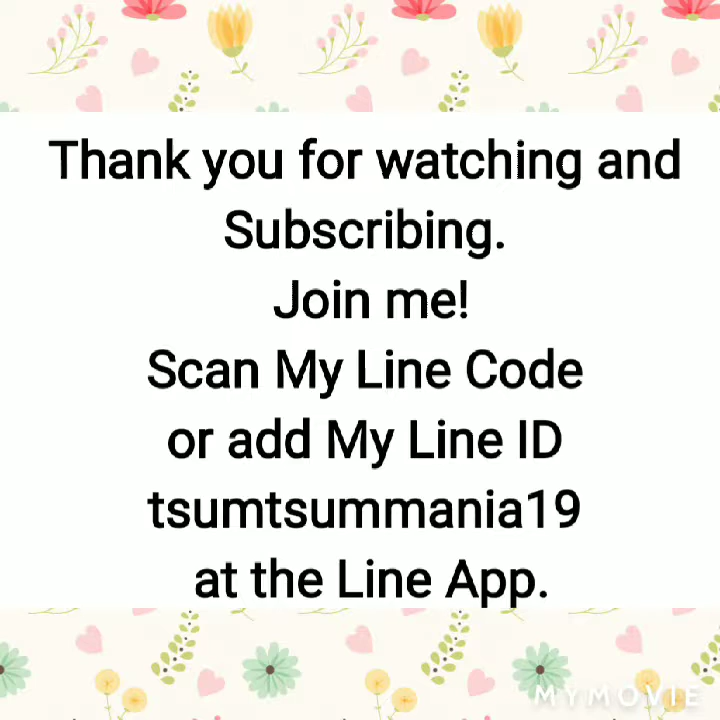 Thank you for watching and
Subscribing.
Join me!
Scan My Line Code
or add My Line ID
tsumtsummania19
at the Line App.
MYMOVIE